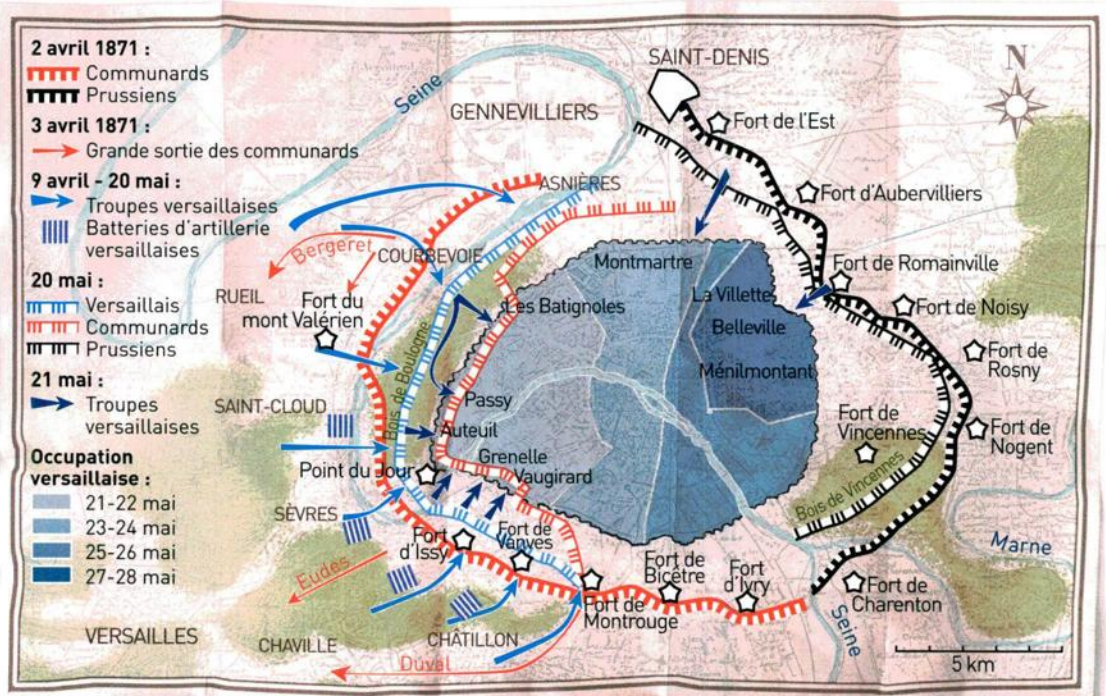 2 avril 1871 :
Communards
Prussiens
3 avril 1871 :
Grande sortie des communards
9 avril – 20 mai :
Troupes versaillaises
Batteries d'artillerie
versaillaises
20 mai :
Versaillais
Communards
Prussiens
21 mai :
Troupes
versaillaises
Occupation
versaillaise :
21-22 mai
23-24 mai
25-26 mai
27-28 mai
N
SAINT-DENIS
Seine
GENNEVILLIERS
Fort de l'Est
ASNIÈRES
Fort d'Aubervilliers
Bergeret
COURBEVOIE
Montmartre
Fort de Romainville
RUEIL
Fort du
mont Valérien
Les Batignoles
La Villette
Fort de Noisy
Belleville
Bois de Boulogne
Fort de
Rosny
Ménilmontant
SAINT-CLOUD
Passy
Auteuil
Fort de
Vincennes
Fort de
Nogent
Point du Jour
Grenelle
Vaugirard
Bois de Vincennes
SÈVRES
Fort
d'Issy
Fort de
Vanves
Marne
Eudes
Fort de
Bicêtre
Fort
d'Ivry
Fort de
Charenton
Fort de
Montrouge
Seine
VERSAILLES
CHAVILLE
CHÂTILLON
Duval
5 km